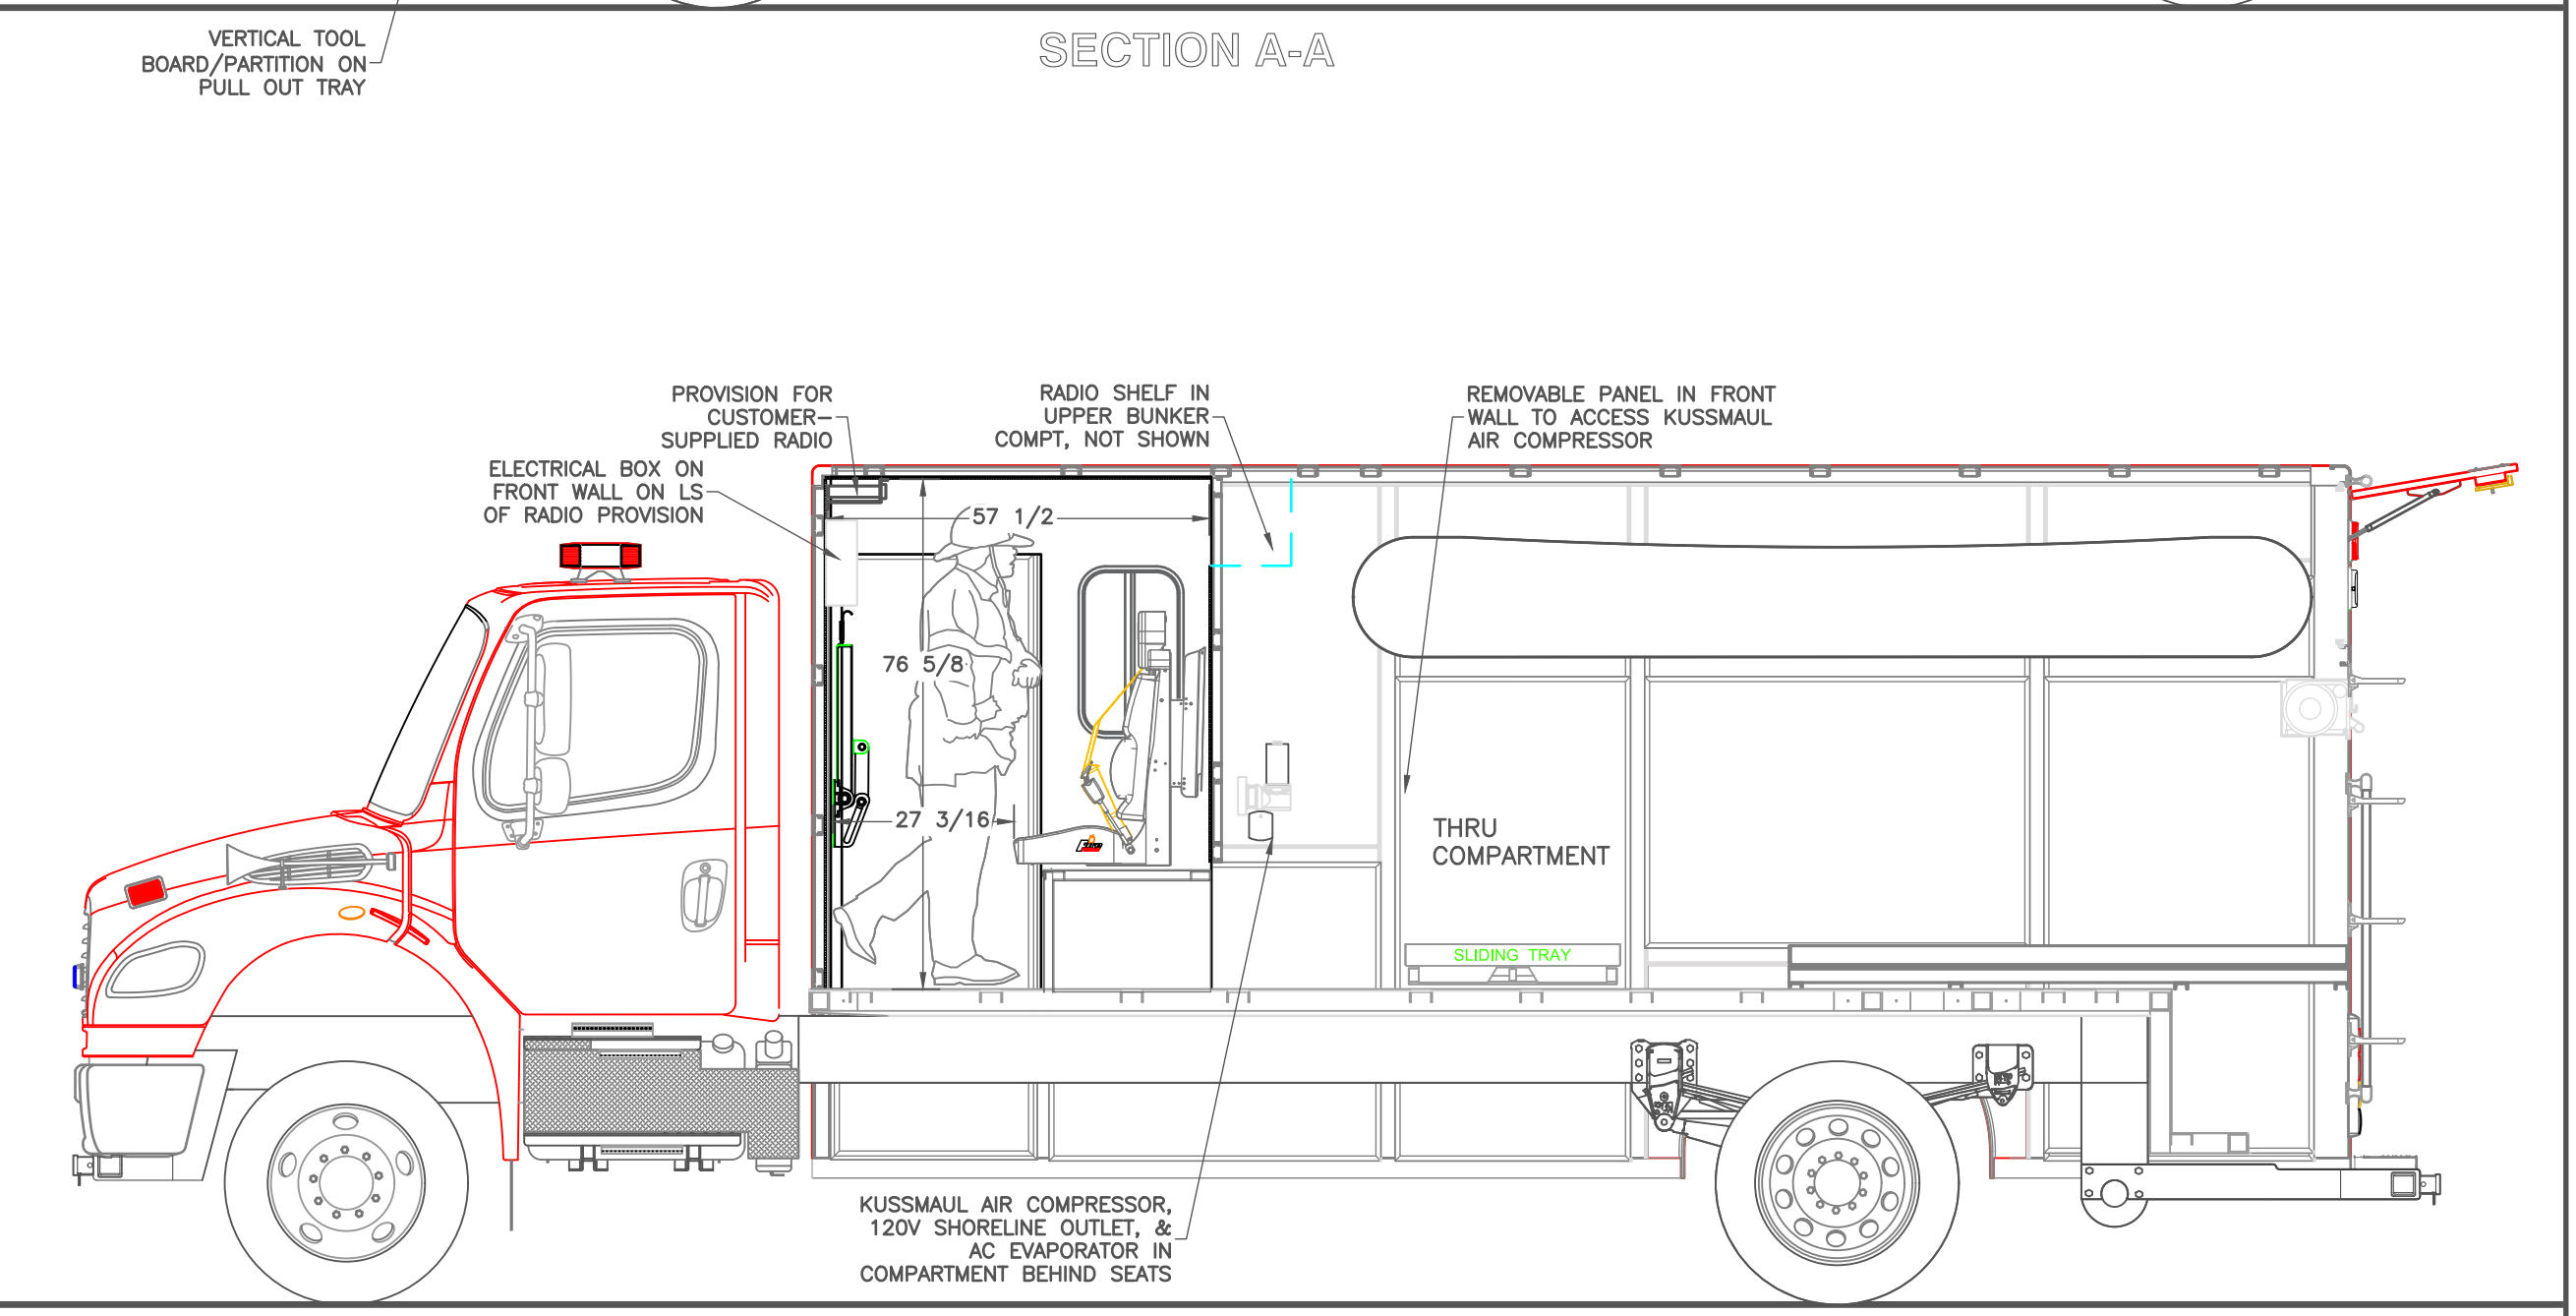 VERTICAL TOOL
BOARD/PARTITION ON
PULL OUT TRAY
SECTION A-A
PROVISION FOR
CUSTOMER-
SUPPLIED RADIO
RADIO SHELF IN
UPPER BUNKER
COMPT, NOT SHOWN
REMOVABLE PANEL IN FRONT
WALL TO ACCESS KUSSMAUL
AIR COMPRESSOR
ELECTRICAL BOX ON
FRONT WALL ON LS
OF RADIO PROVISION
57 1/2
76 5/8
27 3/16
THRU
COMPARTMENT
SLIDING TRAY
KUSSMAUL AIR COMPRESSOR,
120V SHORELINE OUTLET, &
AC EVAPORATOR IN
COMPARTMENT BEHIND SEATS